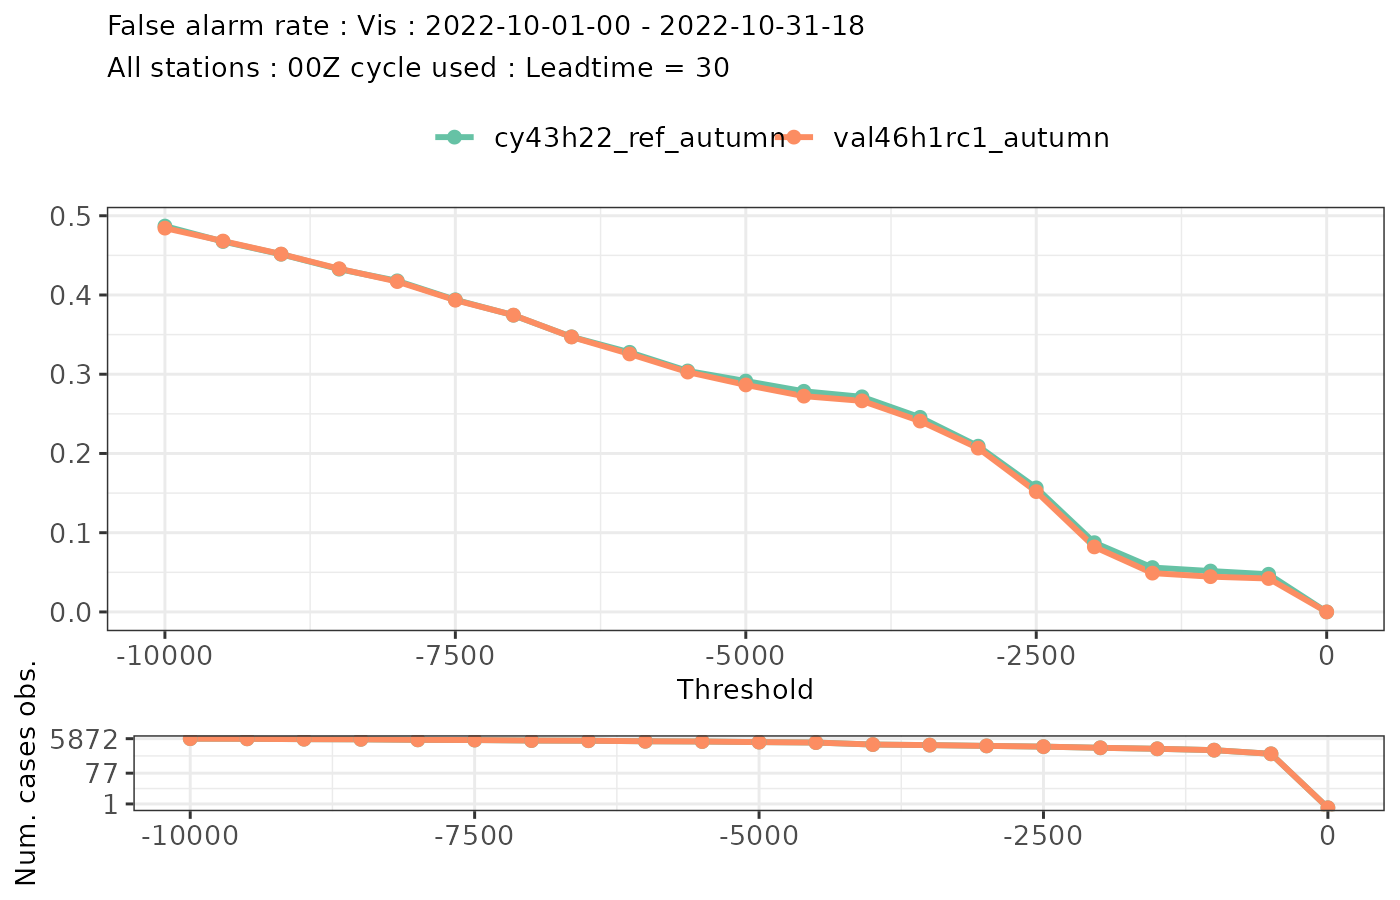 False alarm rate : Vis : 2022-10-01-00 - 2022-10-31-18
All stations : 00Z cycle used : Leadtime = 30
cy43h22_ref_autumn val46h1rc1_autumn
0.5
0.4
0.3
0.2
0.1
0.0
-10000 -7500 -5000 -2500 0
Threshold
Num. cases obs.
5872
77
1
-10000 -7500 -5000 -2500 0